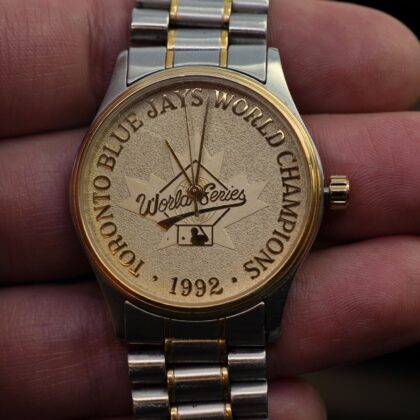 TORONTO BLUE JAYS WORLD CHAMPIONS
World Series
· 1992 ·